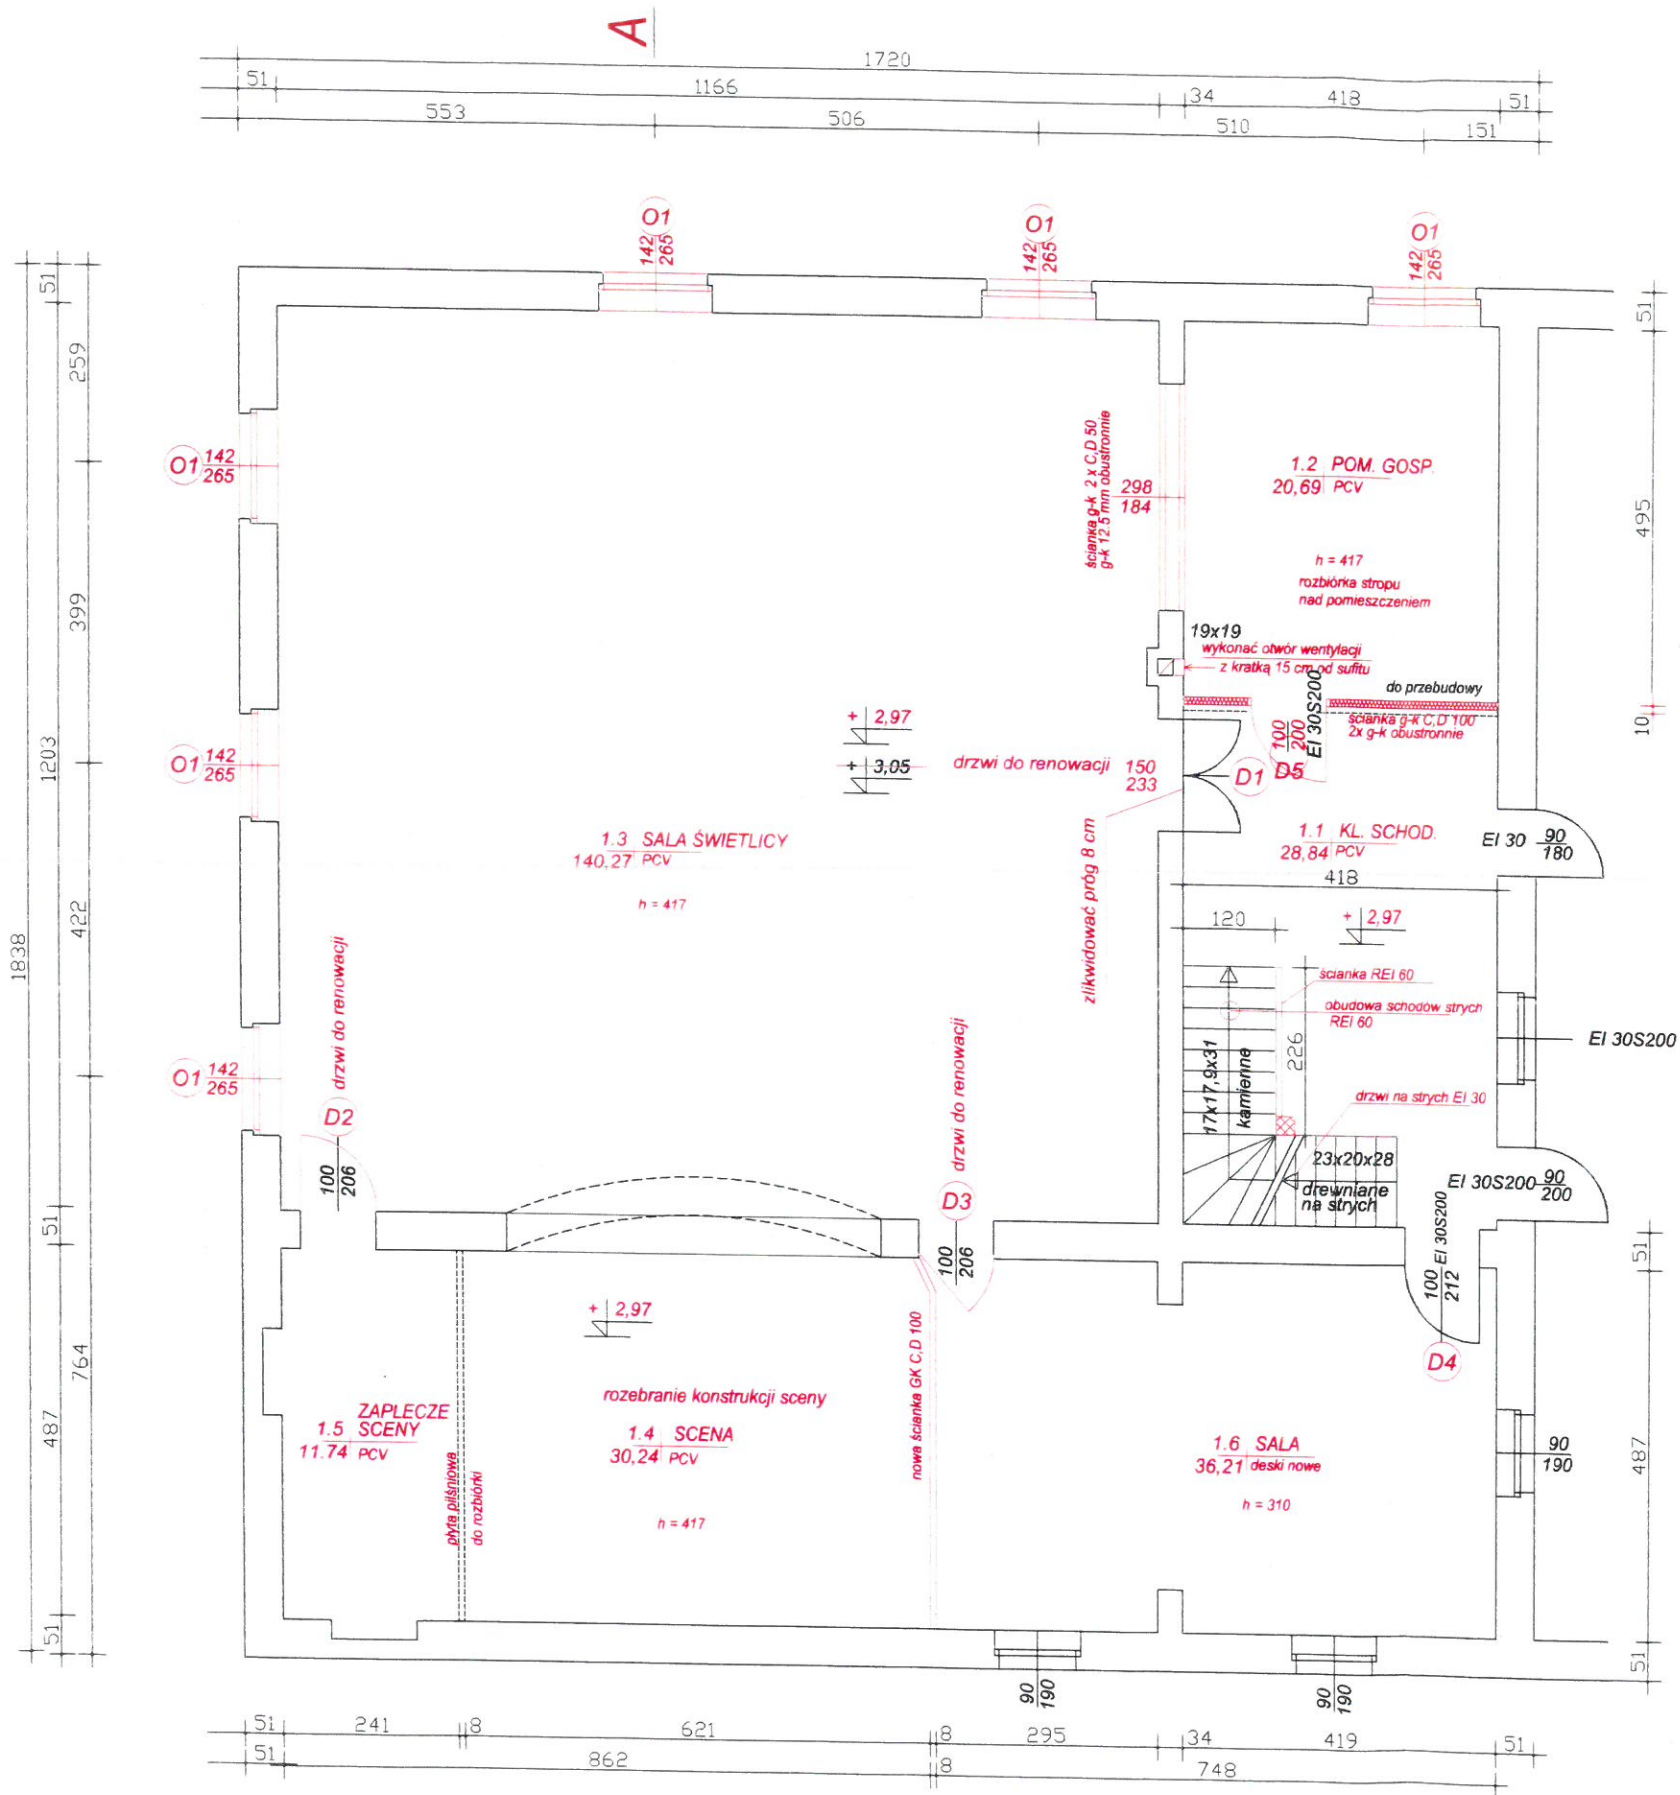 A
1720
51 1166 34 418 51
553 506 510 151
O1 142 265
O1 142 265
O1 142 265
51
259
399
1203
422
1838
51
764
487
51
O1 142 265
O1 142 265
O1 142 265
51
495
10
51
487
51
ścianka g-k 2 x C,D 50
g-k 12.5 mm obustronnie
298
184
1.2 POM. GOSP.
20,69 PCV
h = 417
rozbiórka stropu
nad pomieszczeniem
19x19
wykonać otwór wentylacji
z kratką 15 cm od sufitu
do przebudowy
ścianka g-k C,D 100
2x g-k obustronnie
100
200
EI 30S200
D5
D1
+ 2,97
+ 3,05
drzwi do renowacji 150
233
zlikwidować próg 8 cm
1.3 SALA ŚWIETLICY
140,27 PCV
h = 417
1.1 KL. SCHOD.
28,84 PCV
418
EI 30 90
180
120
+ 2,97
ścianka REI 60
obudowa schodów strych
REI 60
226
17x17,9x31
kamienne
drzwi na strych EI 30
23x20x28
drewniane
na strych
EI 30S200
EI 30S200 90
200
drzwi do renowacji
D2
100
206
drzwi do renowacji
D3
100
206
100
212
EI 30S200
D4
+ 2,97
rozebranie konstrukcji sceny
nowa ścianka GK C,D 100
ZAPLECZE
1.5 SCENY
11.74 PCV
płyta pilśniowa
do rozbiórki
1.4 SCENA
30,24 PCV
h = 417
1.6 SALA
36,21 deski nowe
h = 310
90
190
90
190
90
190
51 241 8 621 8 295 34 419 51
51 862 8 748